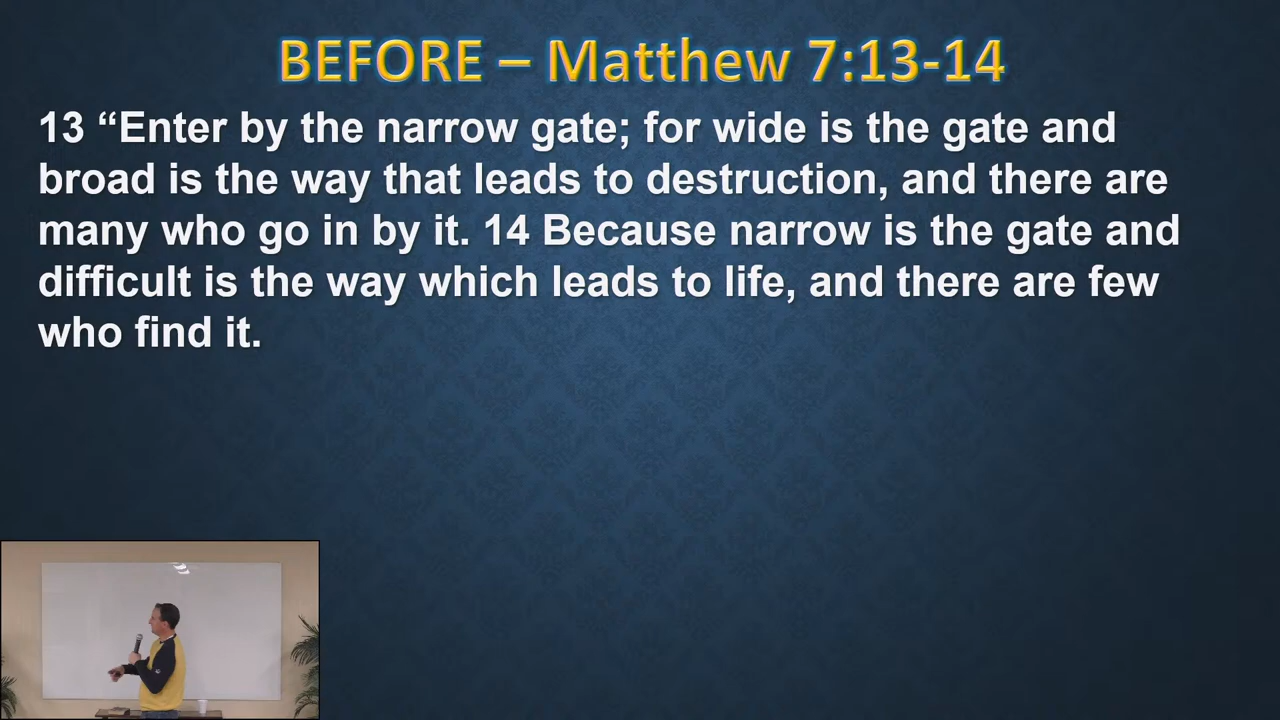 BEFORE – Matthew 7:13-14
13 “Enter by the narrow gate; for wide is the gate and
broad is the way that leads to destruction, and there are
many who go in by it. 14 Because narrow is the gate and
difficult is the way which leads to life, and there are few
who find it.